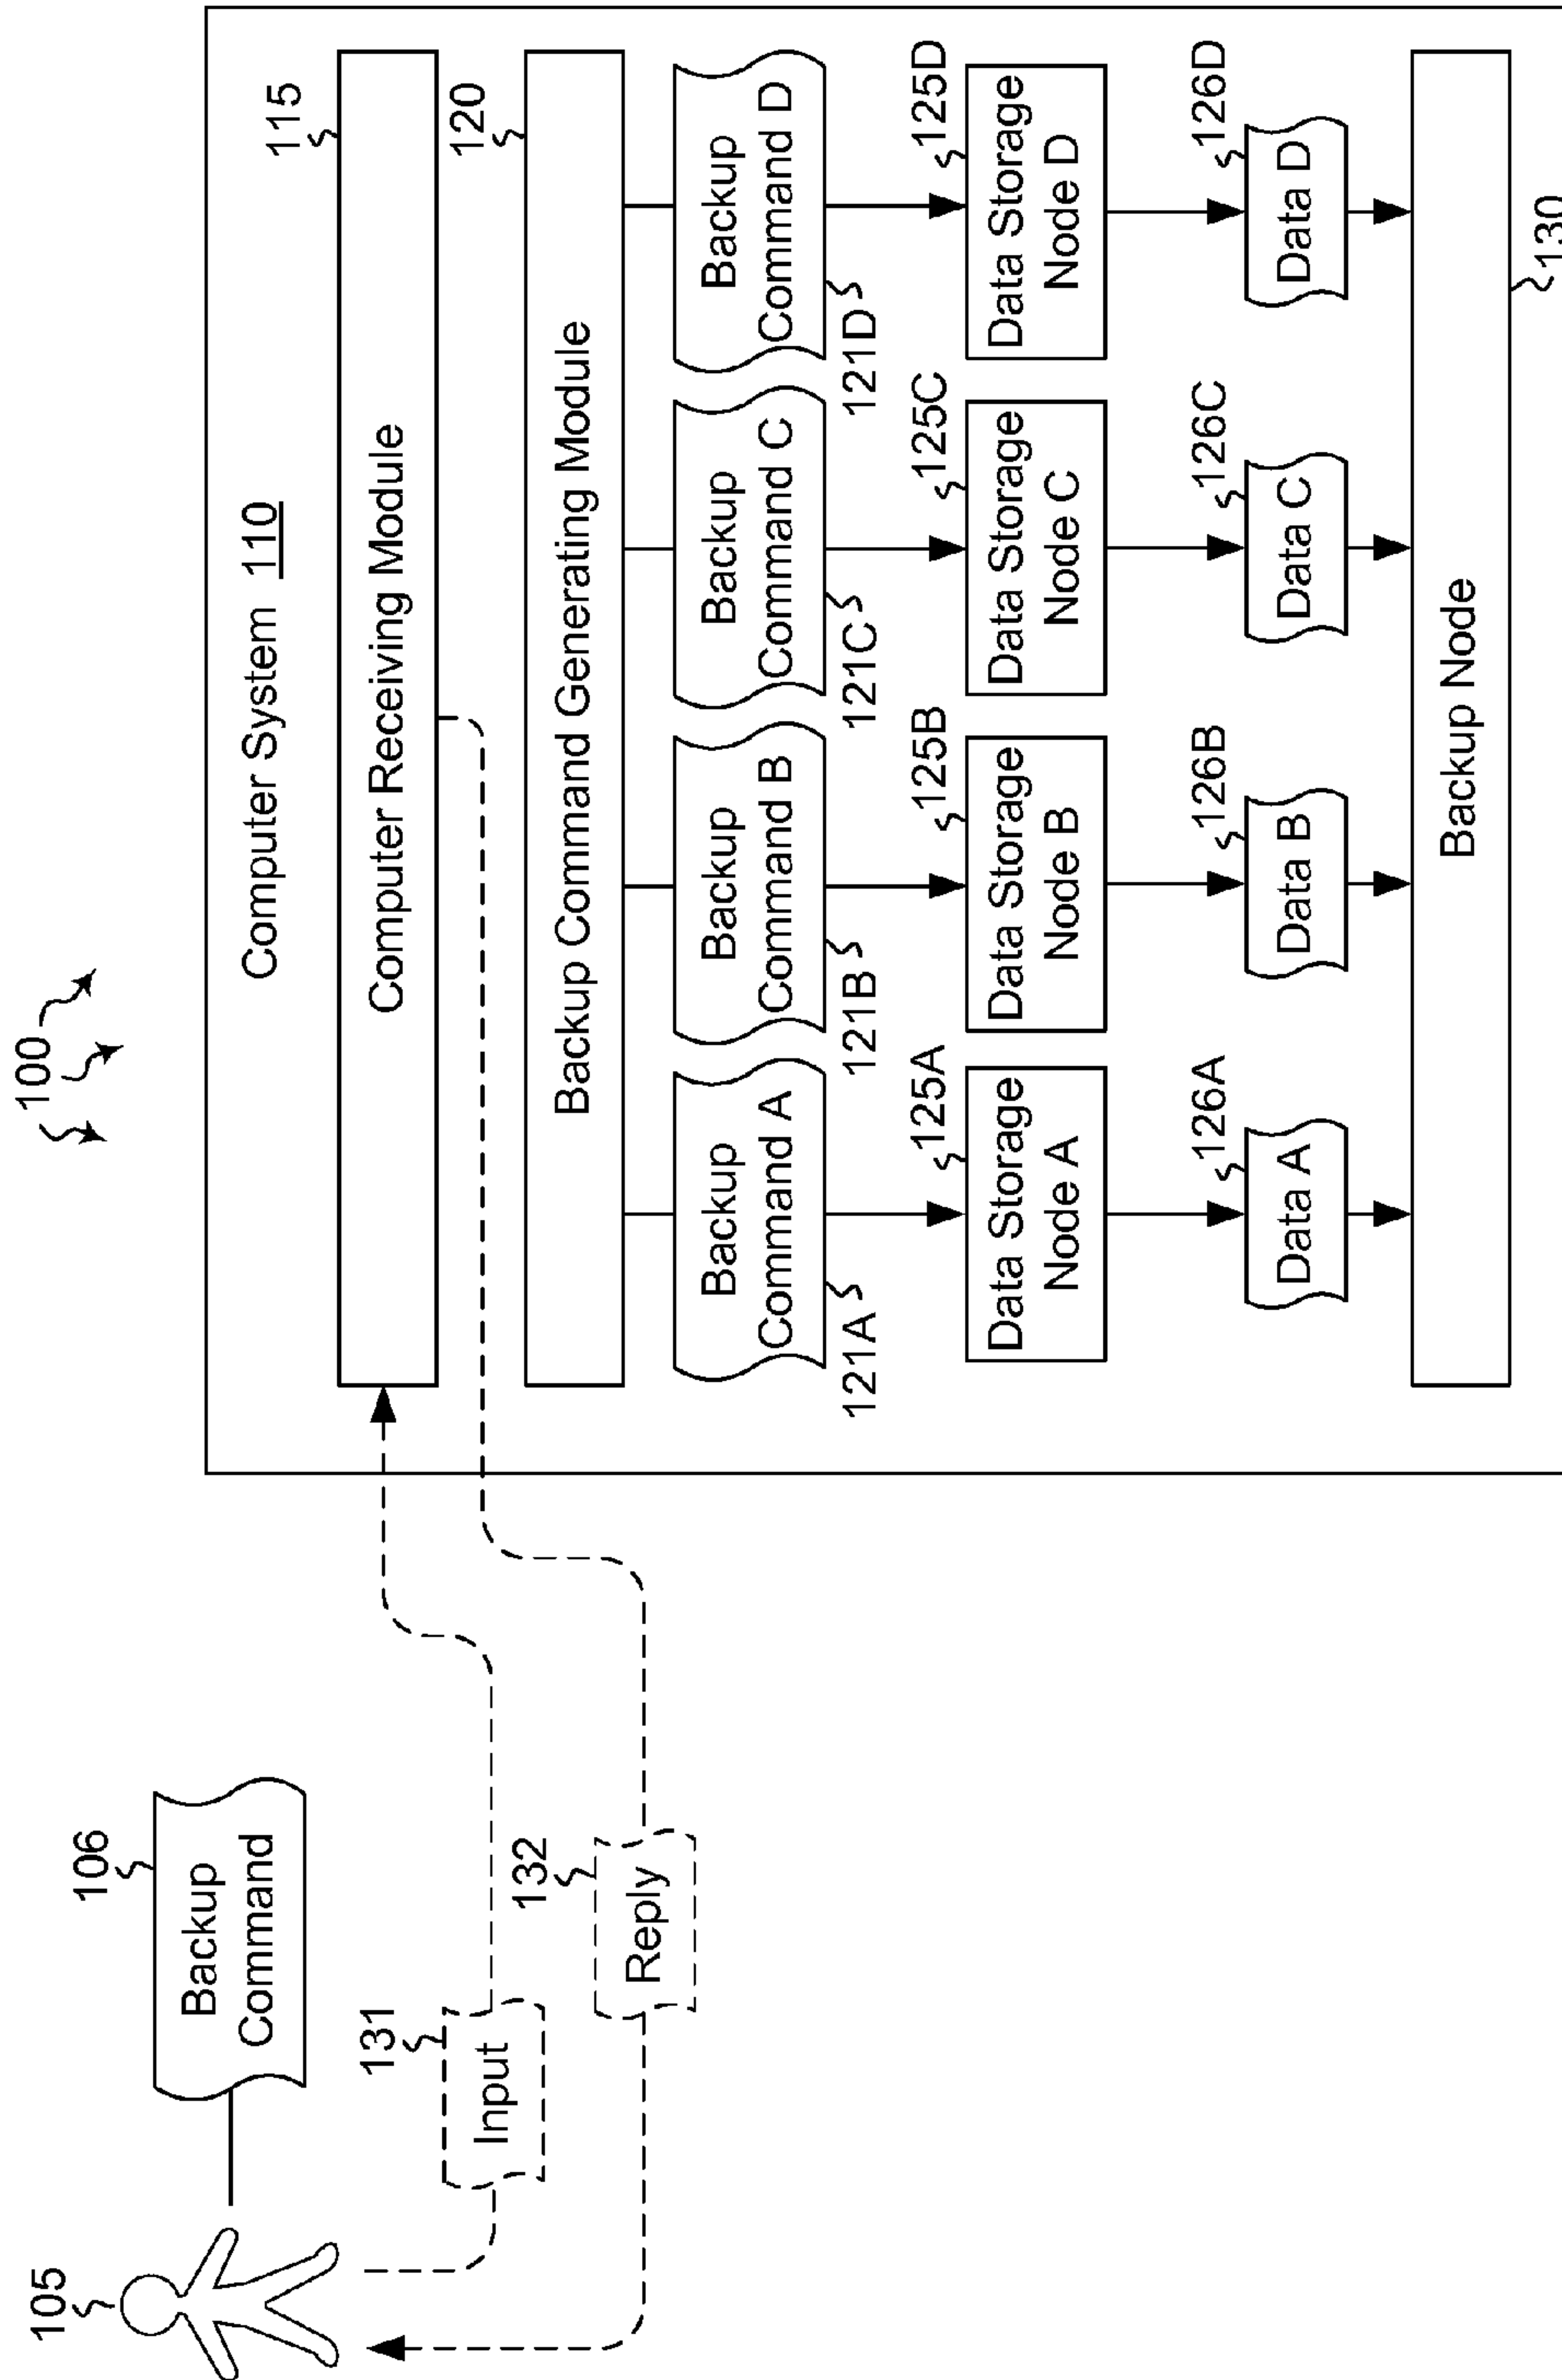 100
105
106
Backup
Command
131
Input
132
Reply
Computer System 110
115
Computer Receiving Module
120
Backup Command Generating Module
Backup
Command A
Backup
Command B
Backup
Command C
Backup
Command D
121A
121B
121C
121D
125A
125B
125C
125D
Data Storage
Node A
Data Storage
Node B
Data Storage
Node C
Data Storage
Node D
126A
126B
126C
126D
Data A
Data B
Data C
Data D
Backup Node
130